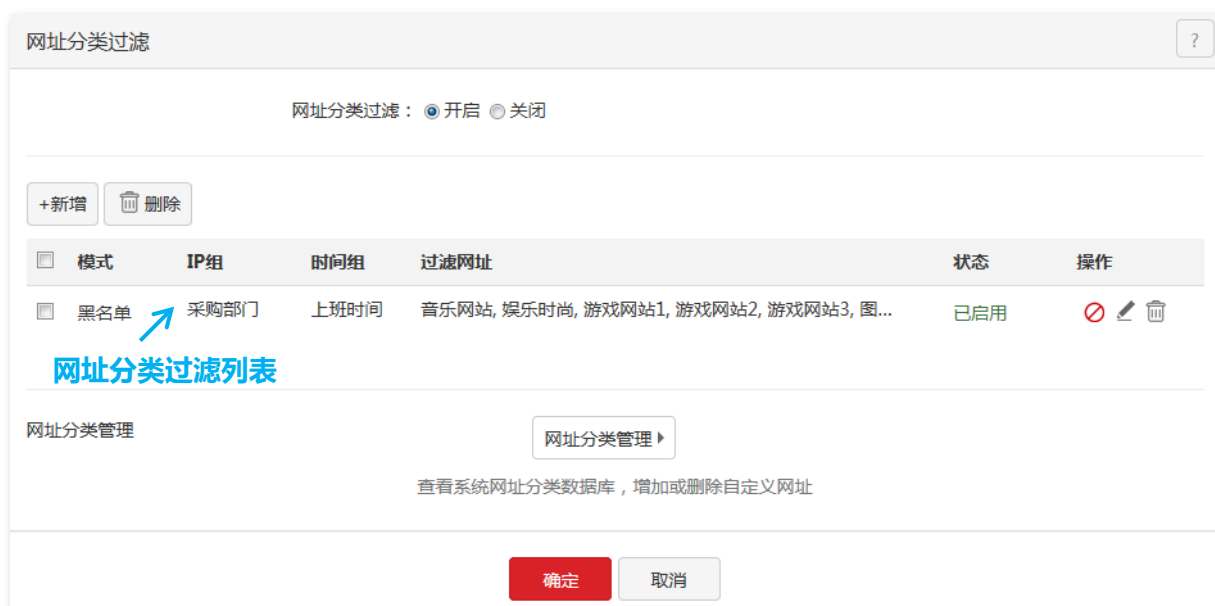 网址分类过滤
?
网址分类过滤： 开启 关闭
+新增 删除
模式 IP组 时间组 过滤网址 状态 操作
黑名单 采购部门 上班时间 音乐网站, 娱乐时尚, 游戏网站1, 游戏网站2, 游戏网站3, 图... 已启用
网址分类过滤列表
网址分类管理 网址分类管理
查看系统网址分类数据库，增加或删除自定义网址
确定 取消